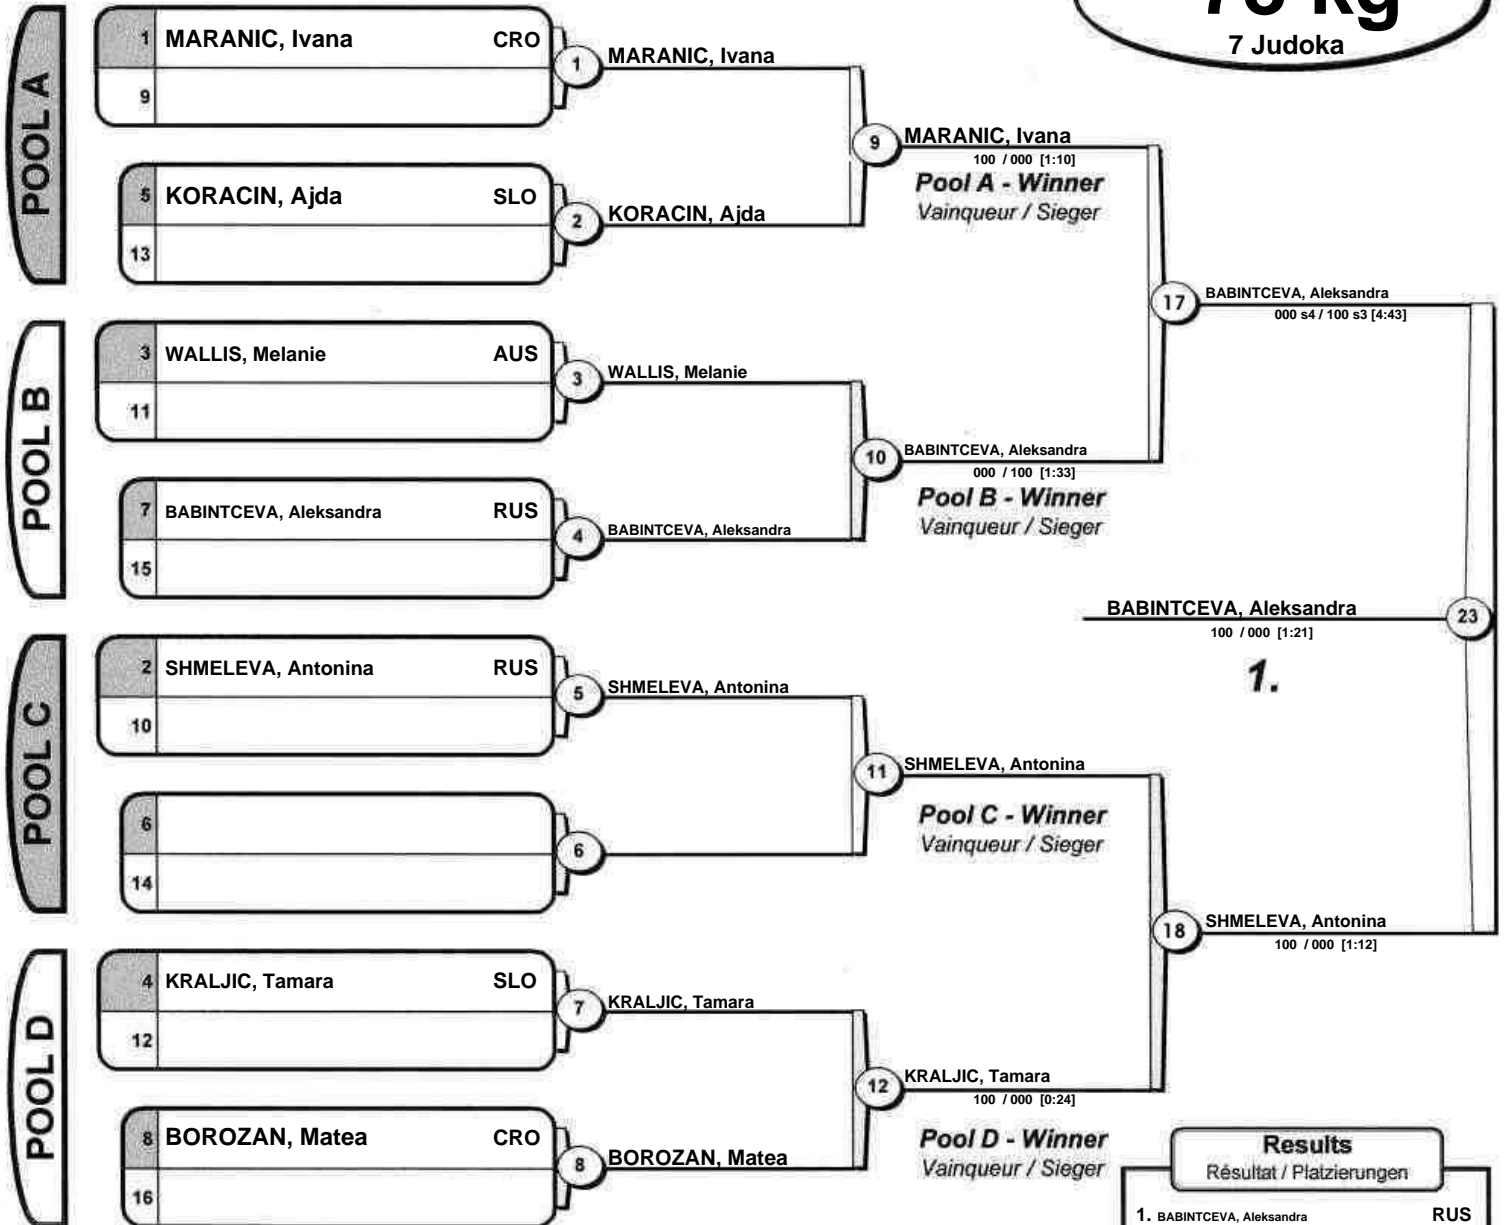 7 Judoka
POOL A
1 MARANIC, Ivana CRO
9
1 MARANIC, Ivana
5 KORACIN, Ajda SLO
13
2 KORACIN, Ajda
9 MARANIC, Ivana
100 / 000 [1:10]
Pool A - Winner
Vainqueur / Sieger
POOL B
3 WALLIS, Melanie AUS
11
3 WALLIS, Melanie
7 BABINTCEVA, Aleksandra RUS
15
4 BABINTCEVA, Aleksandra
10 BABINTCEVA, Aleksandra
000 / 100 [1:33]
Pool B - Winner
Vainqueur / Sieger
17 BABINTCEVA, Aleksandra
000 s4 / 100 s3 [4:43]
BABINTCEVA, Aleksandra 23
100 / 000 [1:21]
1.
POOL C
2 SHMELEVA, Antonina RUS
10
5 SHMELEVA, Antonina
6
14
6
11 SHMELEVA, Antonina
Pool C - Winner
Vainqueur / Sieger
18 SHMELEVA, Antonina
100 / 000 [1:12]
POOL D
4 KRALJIC, Tamara SLO
12
7 KRALJIC, Tamara
8 BOROZAN, Matea CRO
16
8 BOROZAN, Matea
12 KRALJIC, Tamara
100 / 000 [0:24]
Pool D - Winner
Vainqueur / Sieger
Results
Résultat / Platzierungen
1. BABINTCEVA, Aleksandra RUS